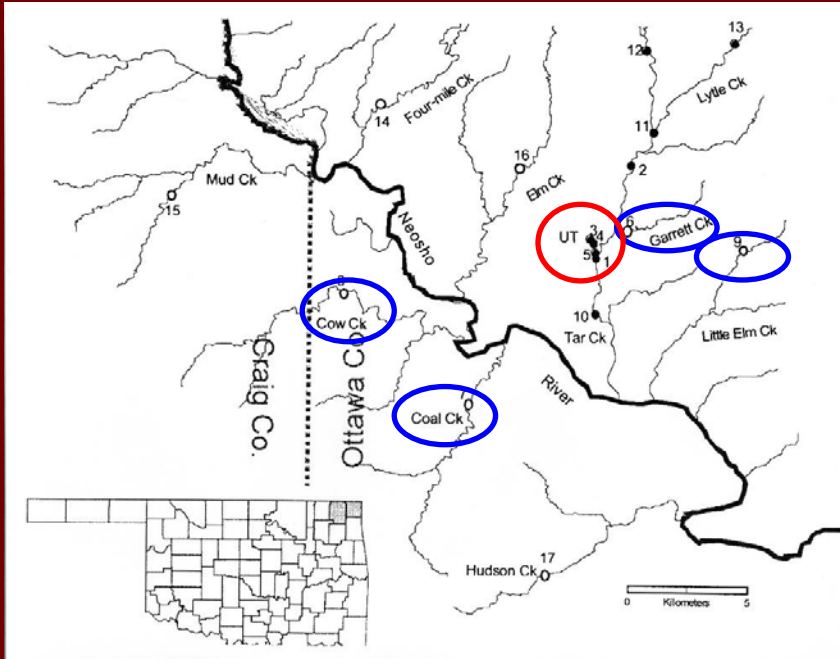 13
12
Lytle Ck
Four-mile Ck
14
11
2
16
Elm Ck
Mud Ck
15
Neosho
6
Garrett Ck
3
UT
4
5
1
9
Cow Ck
10
Tar Ck
Little Elm Ck
Craig Co.
Ottawa Co.
River
Coal Ck
17
Hudson Ck
0 Kilometers 5